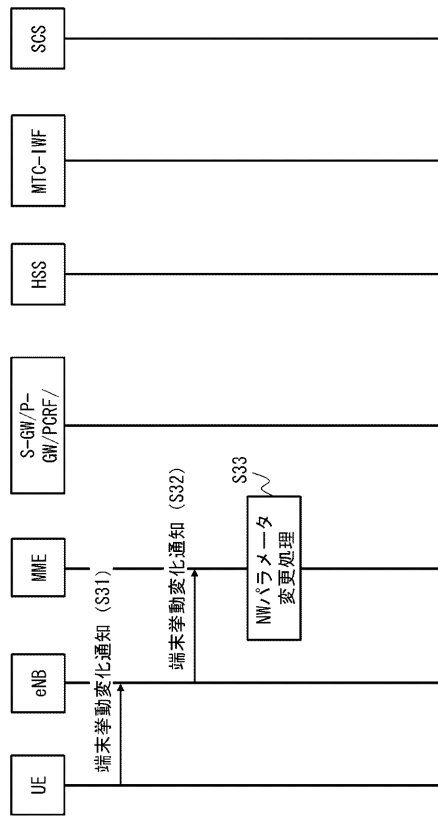 UE
eNB
MME
S-GW/P-
GW/PCRF/
HSS
MTC-IWF
SCS
端末挙動変化通知 (S31)
端末挙動変化通知 (S32)
S33
NWパラメータ
変更処理